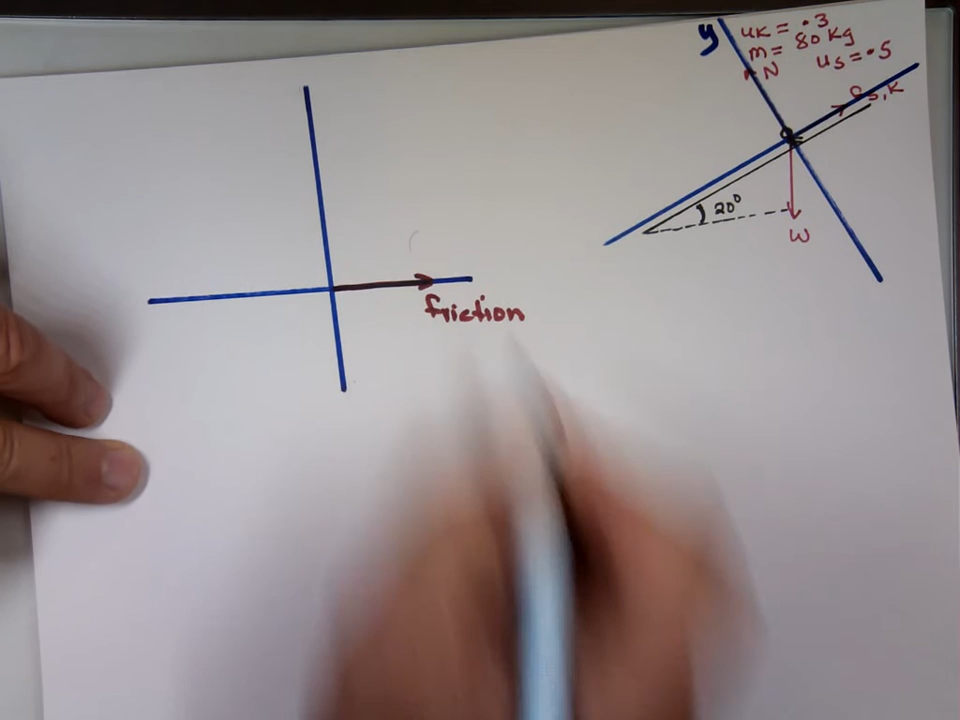 y
uk = .3
m = 80 kg
us = .5
N
20°
W
friction